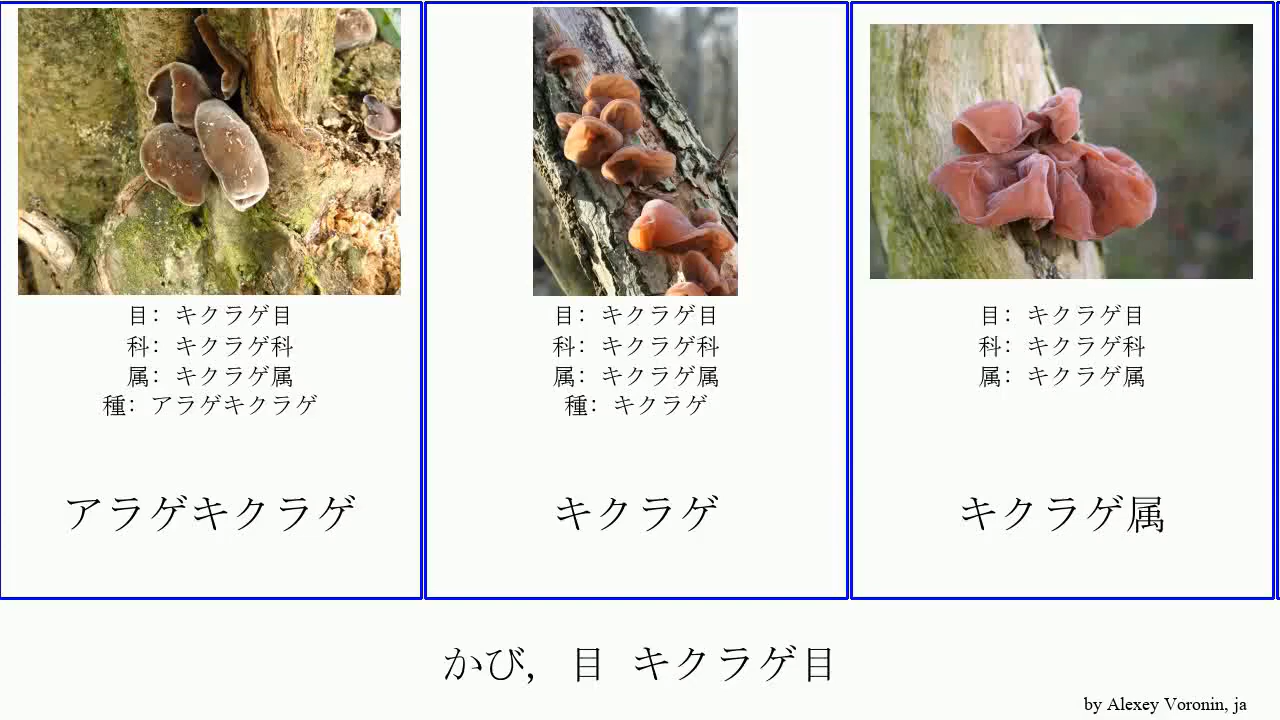 目: キクラゲ目
科: キクラゲ科
属: キクラゲ属
種: アラゲキクラゲ
アラゲキクラゲ
目: キクラゲ目
科: キクラゲ科
属: キクラゲ属
種: キクラゲ
キクラゲ
目: キクラゲ目
科: キクラゲ科
属: キクラゲ属
キクラゲ属
かび, 目 キクラゲ目
by Alexey Voronin, ja